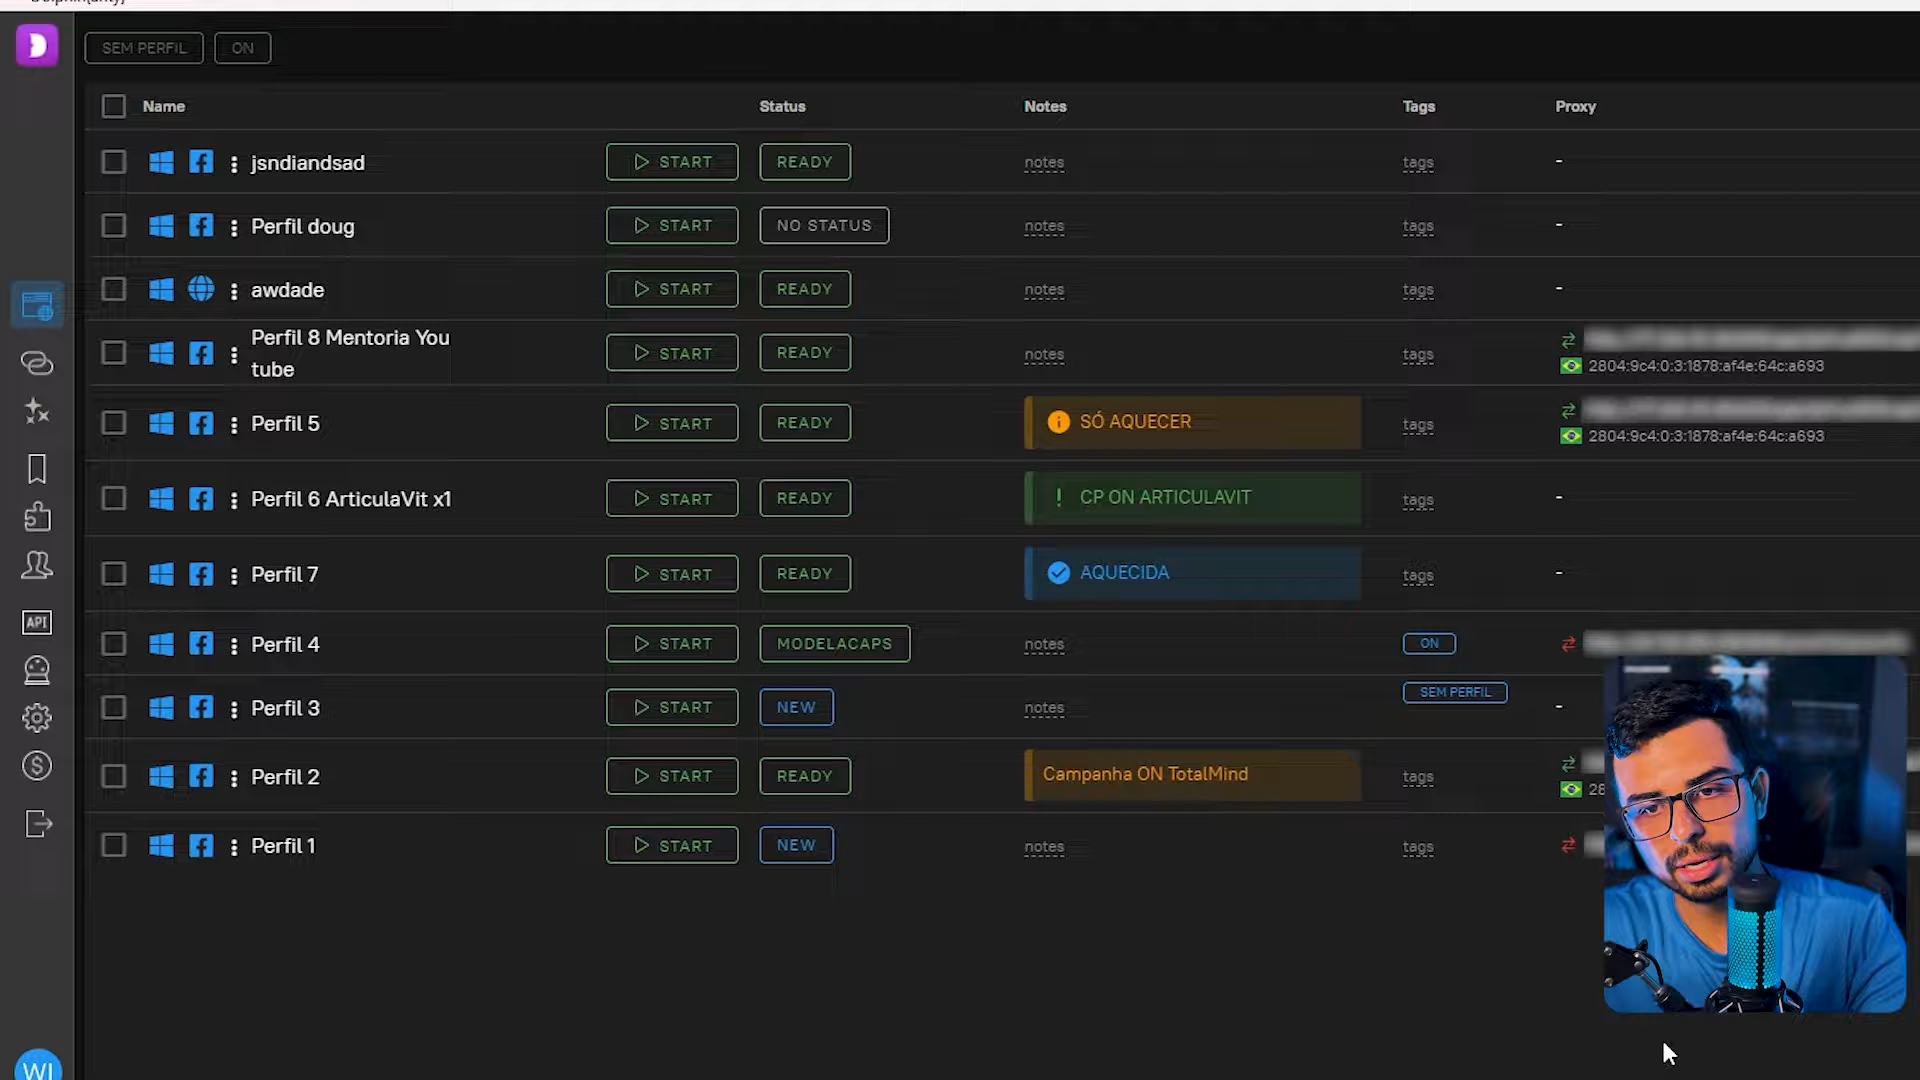 SEM PERFIL ON
Name Status Notes Tags Proxy
jsndiandsad START READY notes tags -
Perfil doug START NO STATUS notes tags -
awdade START READY notes tags -
Perfil 8 Mentoria You
tube START READY notes tags
2804:9c4:0:3:1878:af4e:64c:a693
Perfil 5 START READY SÓ AQUECER tags
2804:9c4:0:3:1878:af4e:64c:a693
Perfil 6 ArticulaVit x1 START READY ! CP ON ARTICULAVIT tags -
Perfil 7 START READY AQUECIDA tags -
API
Perfil 4 START MODELACAPS notes ON
Perfil 3 START NEW notes SEM PERFIL -
Perfil 2 START READY Campanha ON TotalMind tags
28
Perfil 1 START NEW notes tags
WI